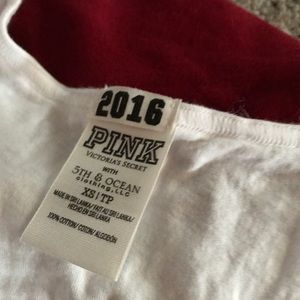 2016
PINK
VICTORIA'S SECRET
WITH
5TH & OCEAN
clothing, LLC
XS | TP
MADE IN SRI LANKA / FAIT AU SRI LANKA /
HECHO EN SRI LANKA
100% COTTON / COTON / ALGODÓN